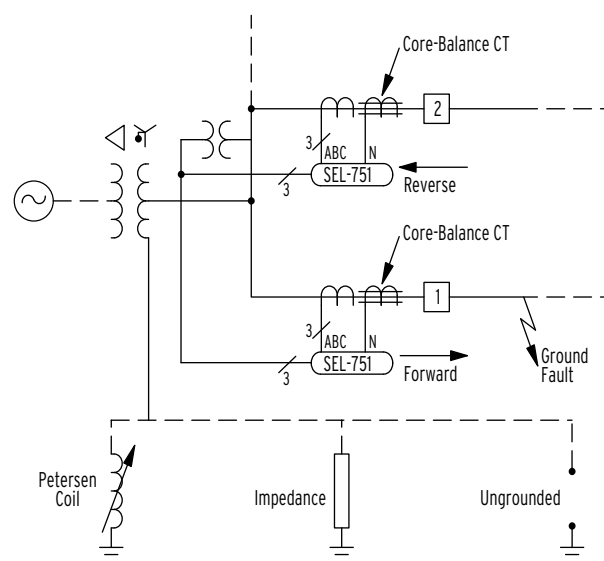 Core-Balance CT
2
3
ABC
N
SEL-751
3
Reverse
Core-Balance CT
1
3
ABC
N
SEL-751
3
Forward
Ground
Fault
Petersen
Coil
Impedance
Ungrounded